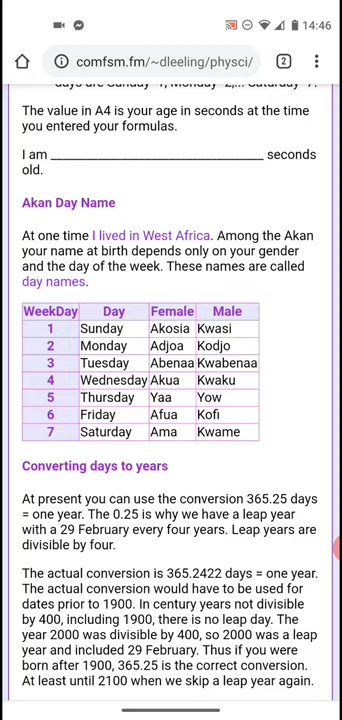 14:46
comfsm.fm/~dleeling/physci/
2
days are Sunday 1, Monday 2,... Saturday 7.
The value in A4 is your age in seconds at the time
you entered your formulas.
I am ______________________________ seconds
old.
Akan Day Name
At one time I lived in West Africa. Among the Akan
your name at birth depends only on your gender
and the day of the week. These names are called
day names.
WeekDay Day Female Male
1 Sunday Akosia Kwasi
2 Monday Adjoa Kodjo
3 Tuesday Abenaa Kwabenaa
4 Wednesday Akua Kwaku
5 Thursday Yaa Yow
6 Friday Afua Kofi
7 Saturday Ama Kwame
Converting days to years
At present you can use the conversion 365.25 days
= one year. The 0.25 is why we have a leap year
with a 29 February every four years. Leap years are
divisible by four.
The actual conversion is 365.2422 days = one year.
The actual conversion would have to be used for
dates prior to 1900. In century years not divisible
by 400, including 1900, there is no leap day. The
year 2000 was divisible by 400, so 2000 was a leap
year and included 29 February. Thus if you were
born after 1900, 365.25 is the correct conversion.
At least until 2100 when we skip a leap year again.